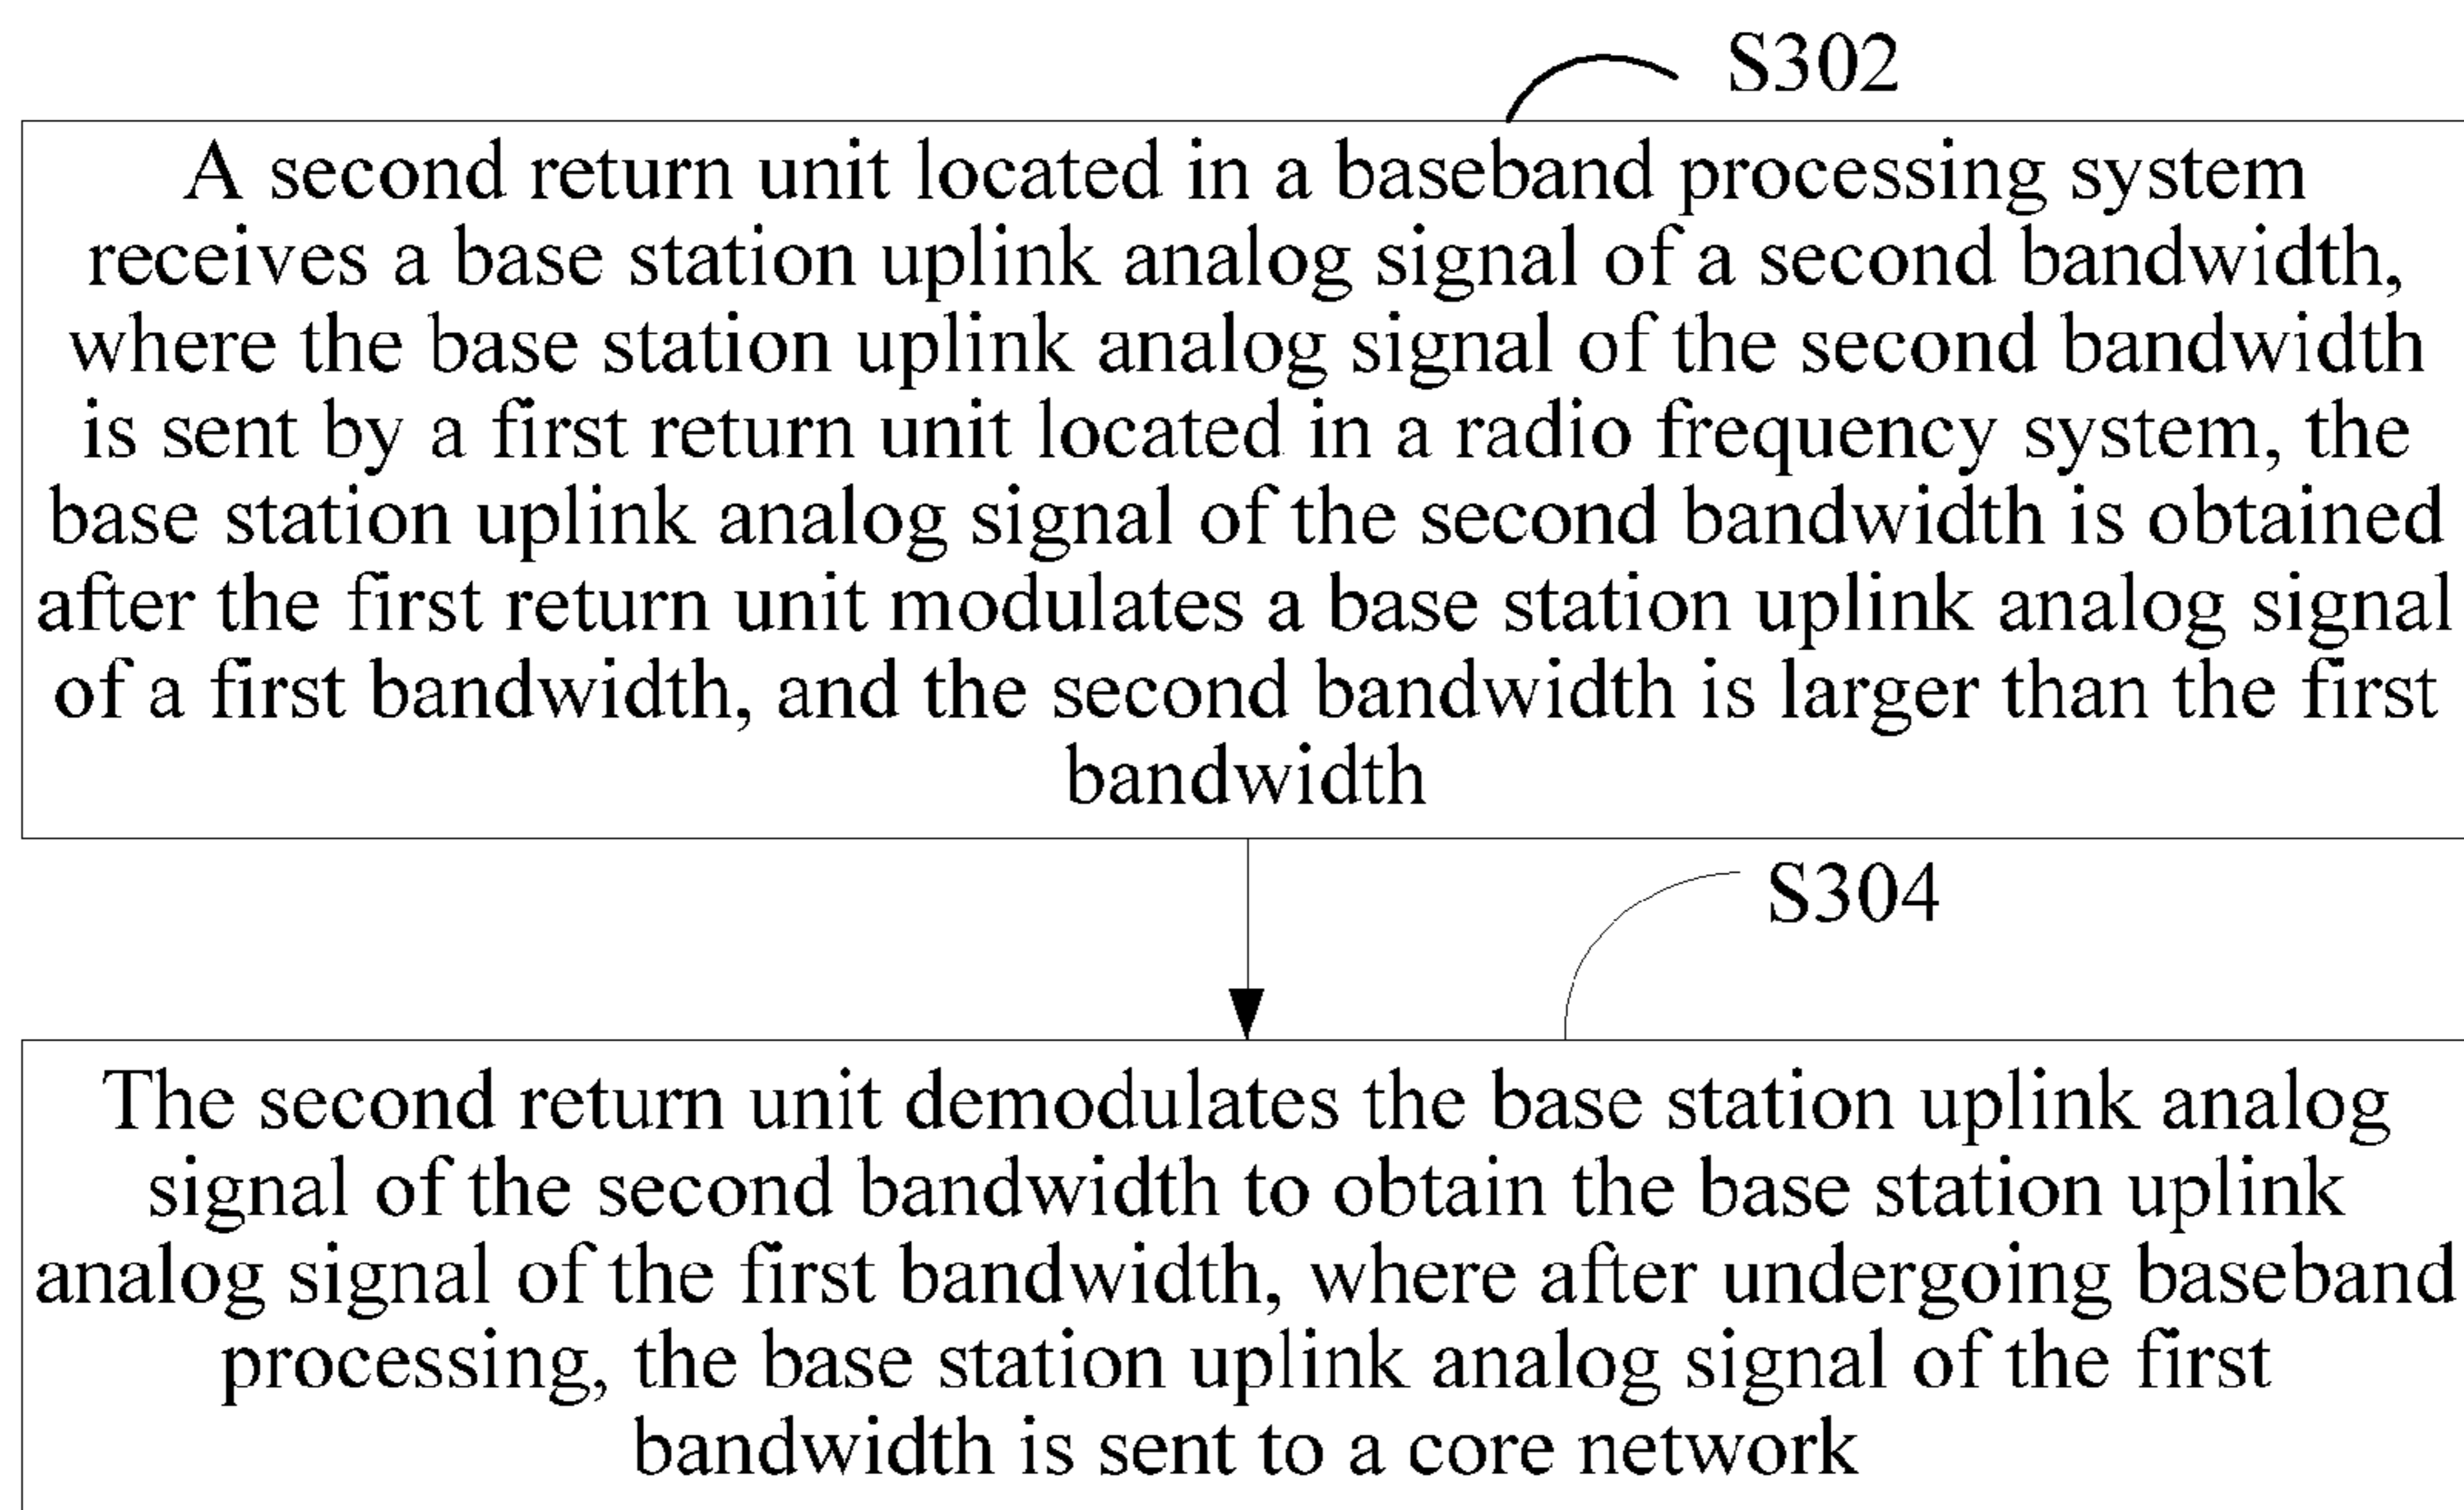 S302
A second return unit located in a baseband processing system
receives a base station uplink analog signal of a second bandwidth,
where the base station uplink analog signal of the second bandwidth
is sent by a first return unit located in a radio frequency system, the
base station uplink analog signal of the second bandwidth is obtained
after the first return unit modulates a base station uplink analog signal
of a first bandwidth, and the second bandwidth is larger than the first
bandwidth
S304
The second return unit demodulates the base station uplink analog
signal of the second bandwidth to obtain the base station uplink
analog signal of the first bandwidth, where after undergoing baseband
processing, the base station uplink analog signal of the first
bandwidth is sent to a core network